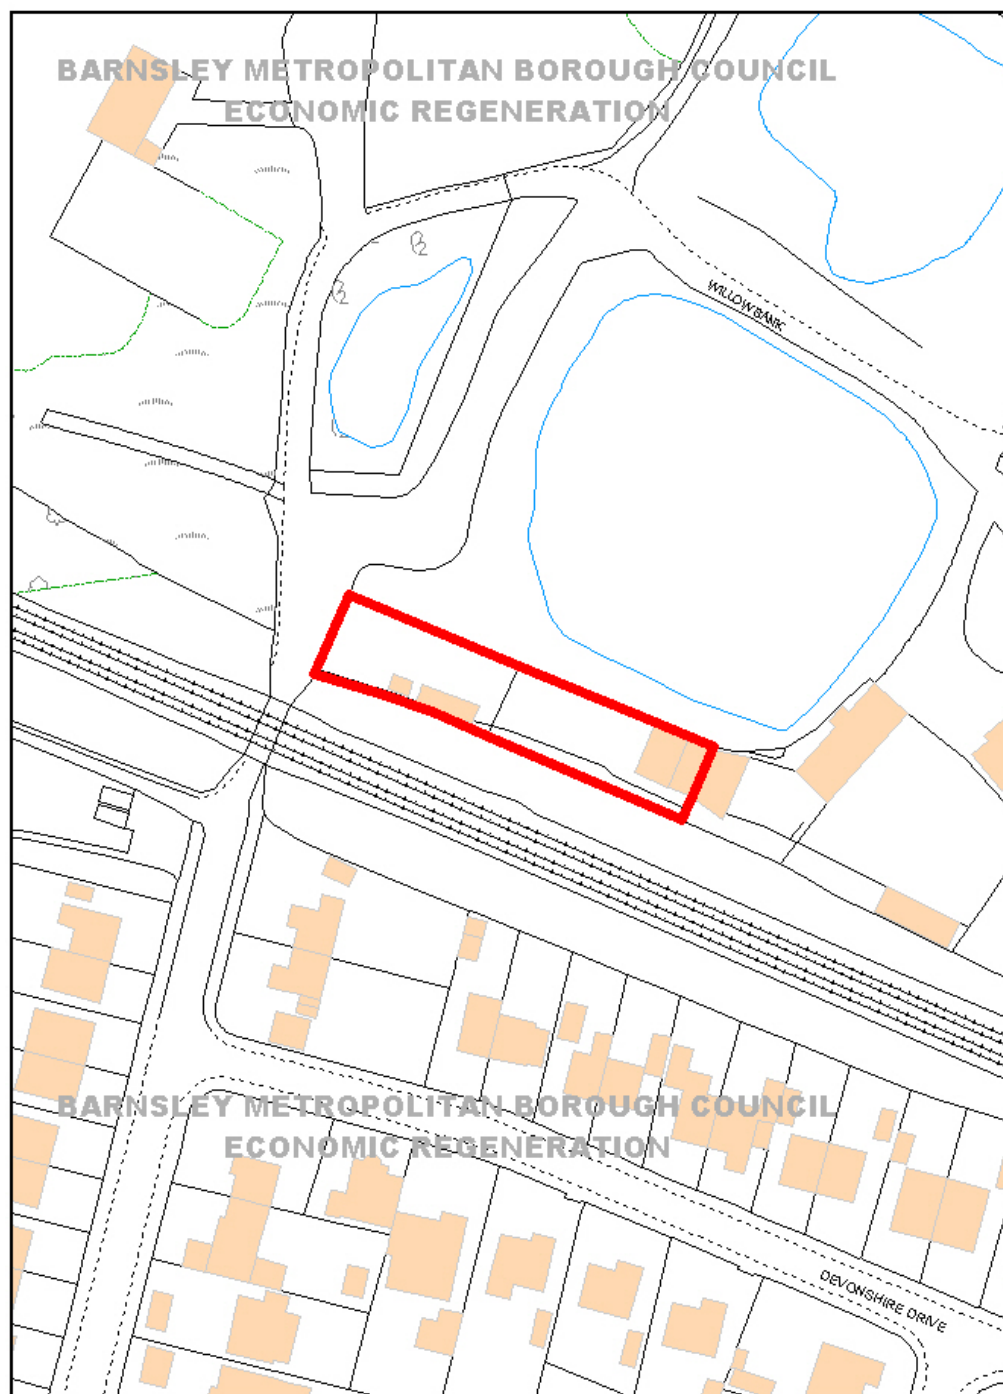 BARNSLEY METROPOLITAN BOROUGH COUNCIL
ECONOMIC REGENERATION
WILLOW BANK
BARNSLEY METROPOLITAN BOROUGH COUNCIL
ECONOMIC REGENERATION
DEVONSHIRE DRIVE